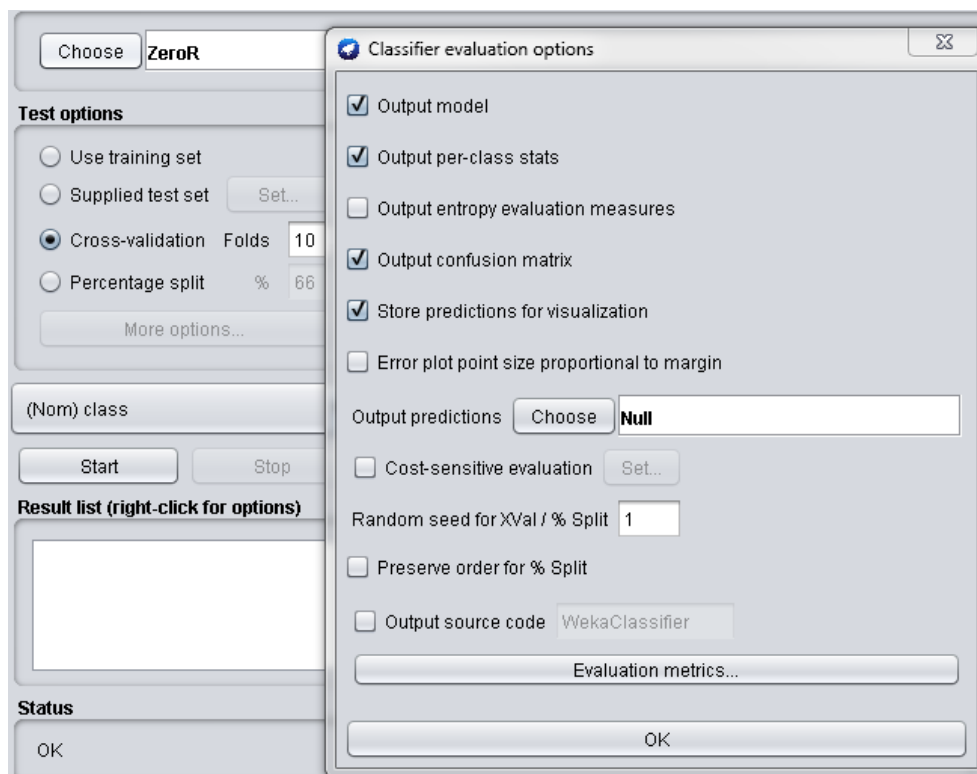 Choose ZeroR
Test options
Use training set
Supplied test set Set...
Cross-validation Folds 10
Percentage split % 66
More options...
(Nom) class
Start Stop
Result list (right-click for options)
Status
OK
Classifier evaluation options
Output model
Output per-class stats
Output entropy evaluation measures
Output confusion matrix
Store predictions for visualization
Error plot point size proportional to margin
Output predictions Choose Null
Cost-sensitive evaluation Set...
Random seed for XVal / % Split 1
Preserve order for % Split
Output source code WekaClassifier
Evaluation metrics...
OK